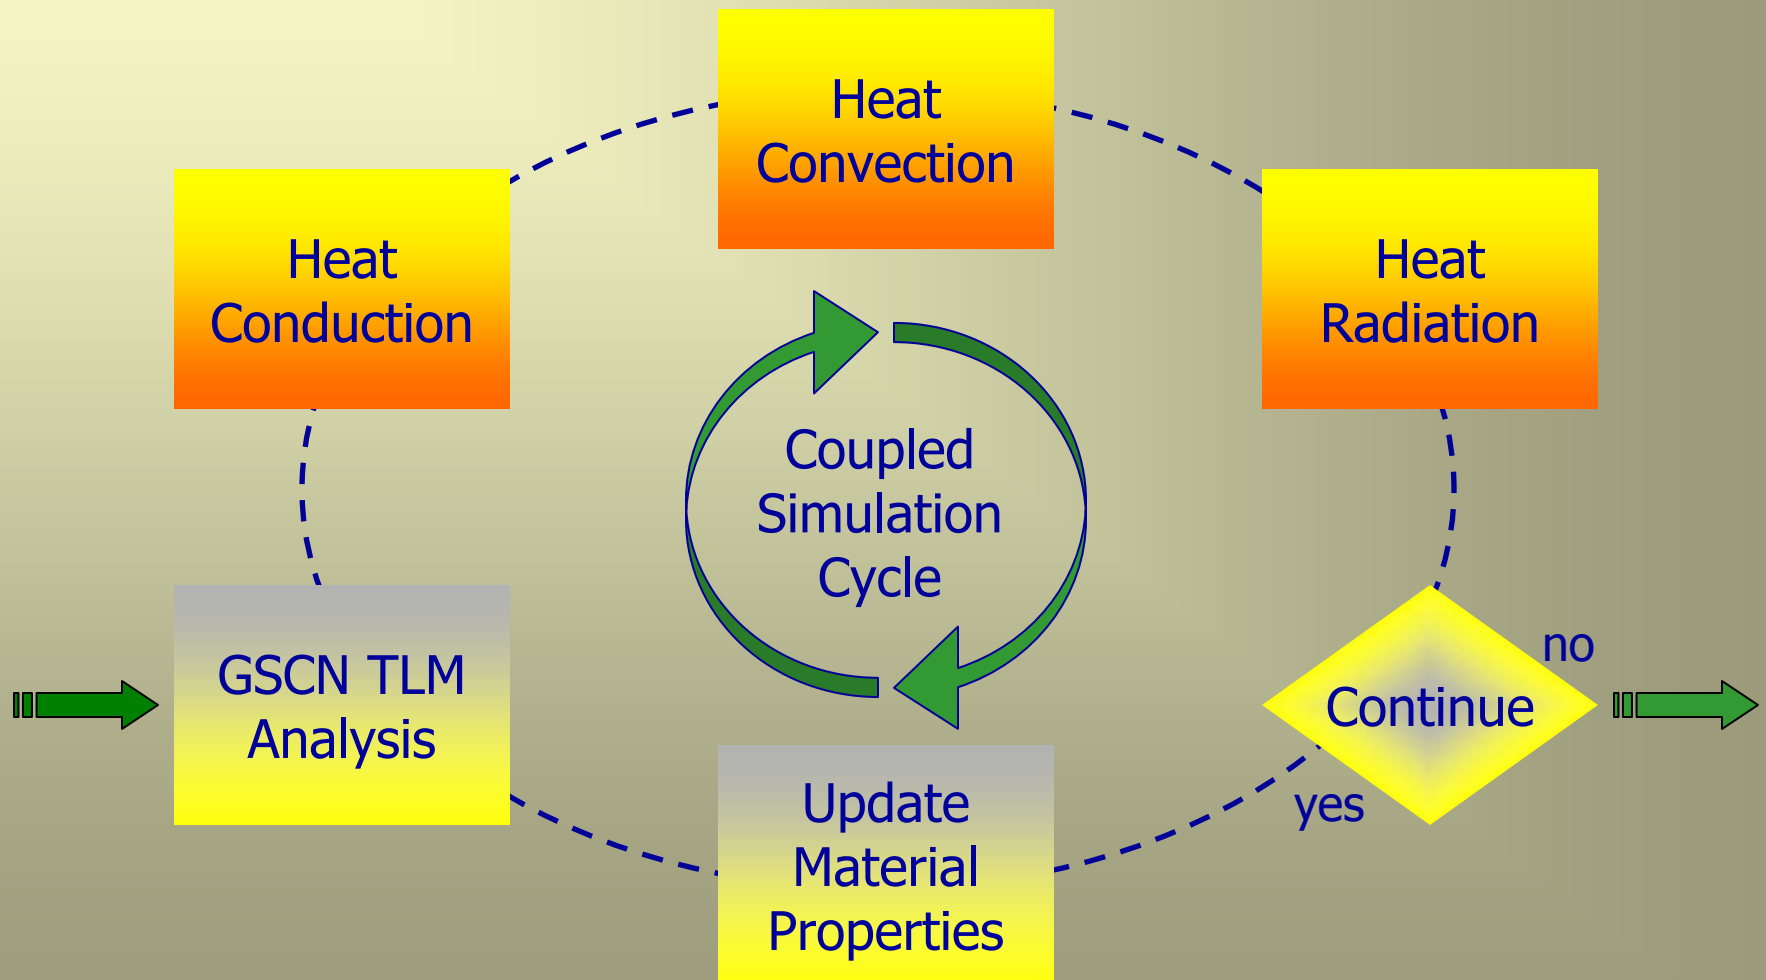 Heat
Convection
Heat
Conduction
Heat
Radiation
Coupled
Simulation
Cycle
GSCN TLM
Analysis
no
Continue
yes
Update
Material
Properties